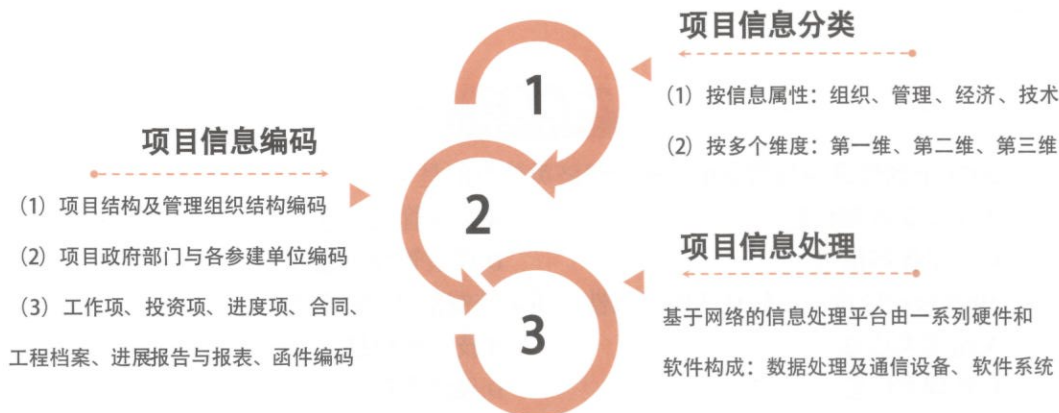 1
项目信息分类
(1) 按信息属性：组织、管理、经济、技术
(2) 按多个维度：第一维、第二维、第三维
2
项目信息编码
(1) 项目结构及管理组织结构编码
(2) 项目政府部门与各参建单位编码
(3) 工作项、投资项、进度项、合同、
工程档案、进展报告与报表、函件编码
3
项目信息处理
基于网络的信息处理平台由一系列硬件和
软件构成：数据处理及通信设备、软件系统